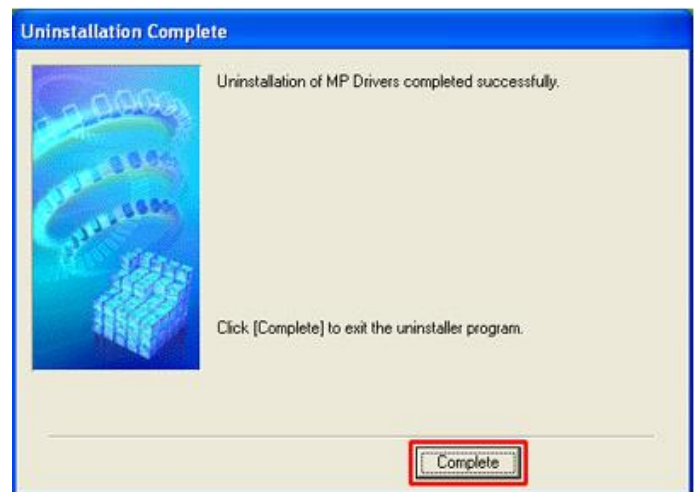 Uninstallation Complete
Uninstallation of MP Drivers completed successfully.
Click [Complete] to exit the uninstaller program.
Complete